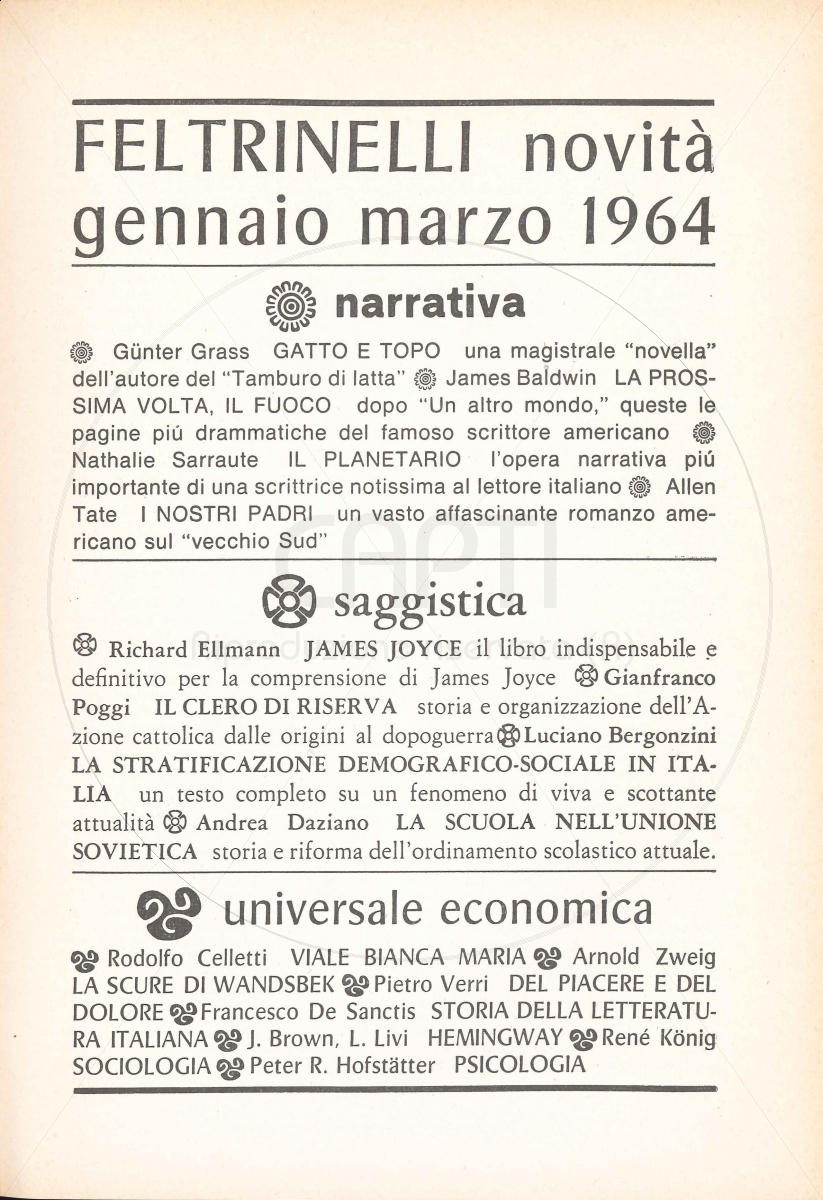 FELTRINELLI novità
gennaio marzo 1964
narrativa
Günter Grass GATTO E TOPO una magistrale “novella”
dell’autore del “Tamburo di latta” James Baldwin LA PROS-
SIMA VOLTA, IL FUOCO dopo “Un altro mondo,” queste le
pagine piú drammatiche del famoso scrittore americano
Nathalie Sarraute IL PLANETARIO l’opera narrativa piú
importante di una scrittrice notissima al lettore italiano Allen
Tate I NOSTRI PADRI un vasto affascinante romanzo ame-
ricano sul “vecchio Sud”
CAPTI
saggistica
Richard Ellmann JAMES JOYCE il libro indispensabile e
definitivo per la comprensione di James Joyce Gianfranco
Poggi IL CLERO DI RISERVA storia e organizzazione dell’A-
zione cattolica dalle origini al dopoguerra Luciano Bergonzini
LA STRATIFICAZIONE DEMOGRAFICO-SOCIALE IN ITA-
LIA un testo completo su un fenomeno di viva e scottante
attualità Andrea Daziano LA SCUOLA NELL’UNIONE
SOVIETICA storia e riforma dell’ordinamento scolastico attuale.
universale economica
Rodolfo Celletti VIALE BIANCA MARIA Arnold Zweig
LA SCURE DI WANDSBEK Pietro Verri DEL PIACERE E DEL
DOLORE Francesco De Sanctis STORIA DELLA LETTERATU-
RA ITALIANA J. Brown, L. Livi HEMINGWAY René König
SOCIOLOGIA Peter R. Hofstätter PSICOLOGIA